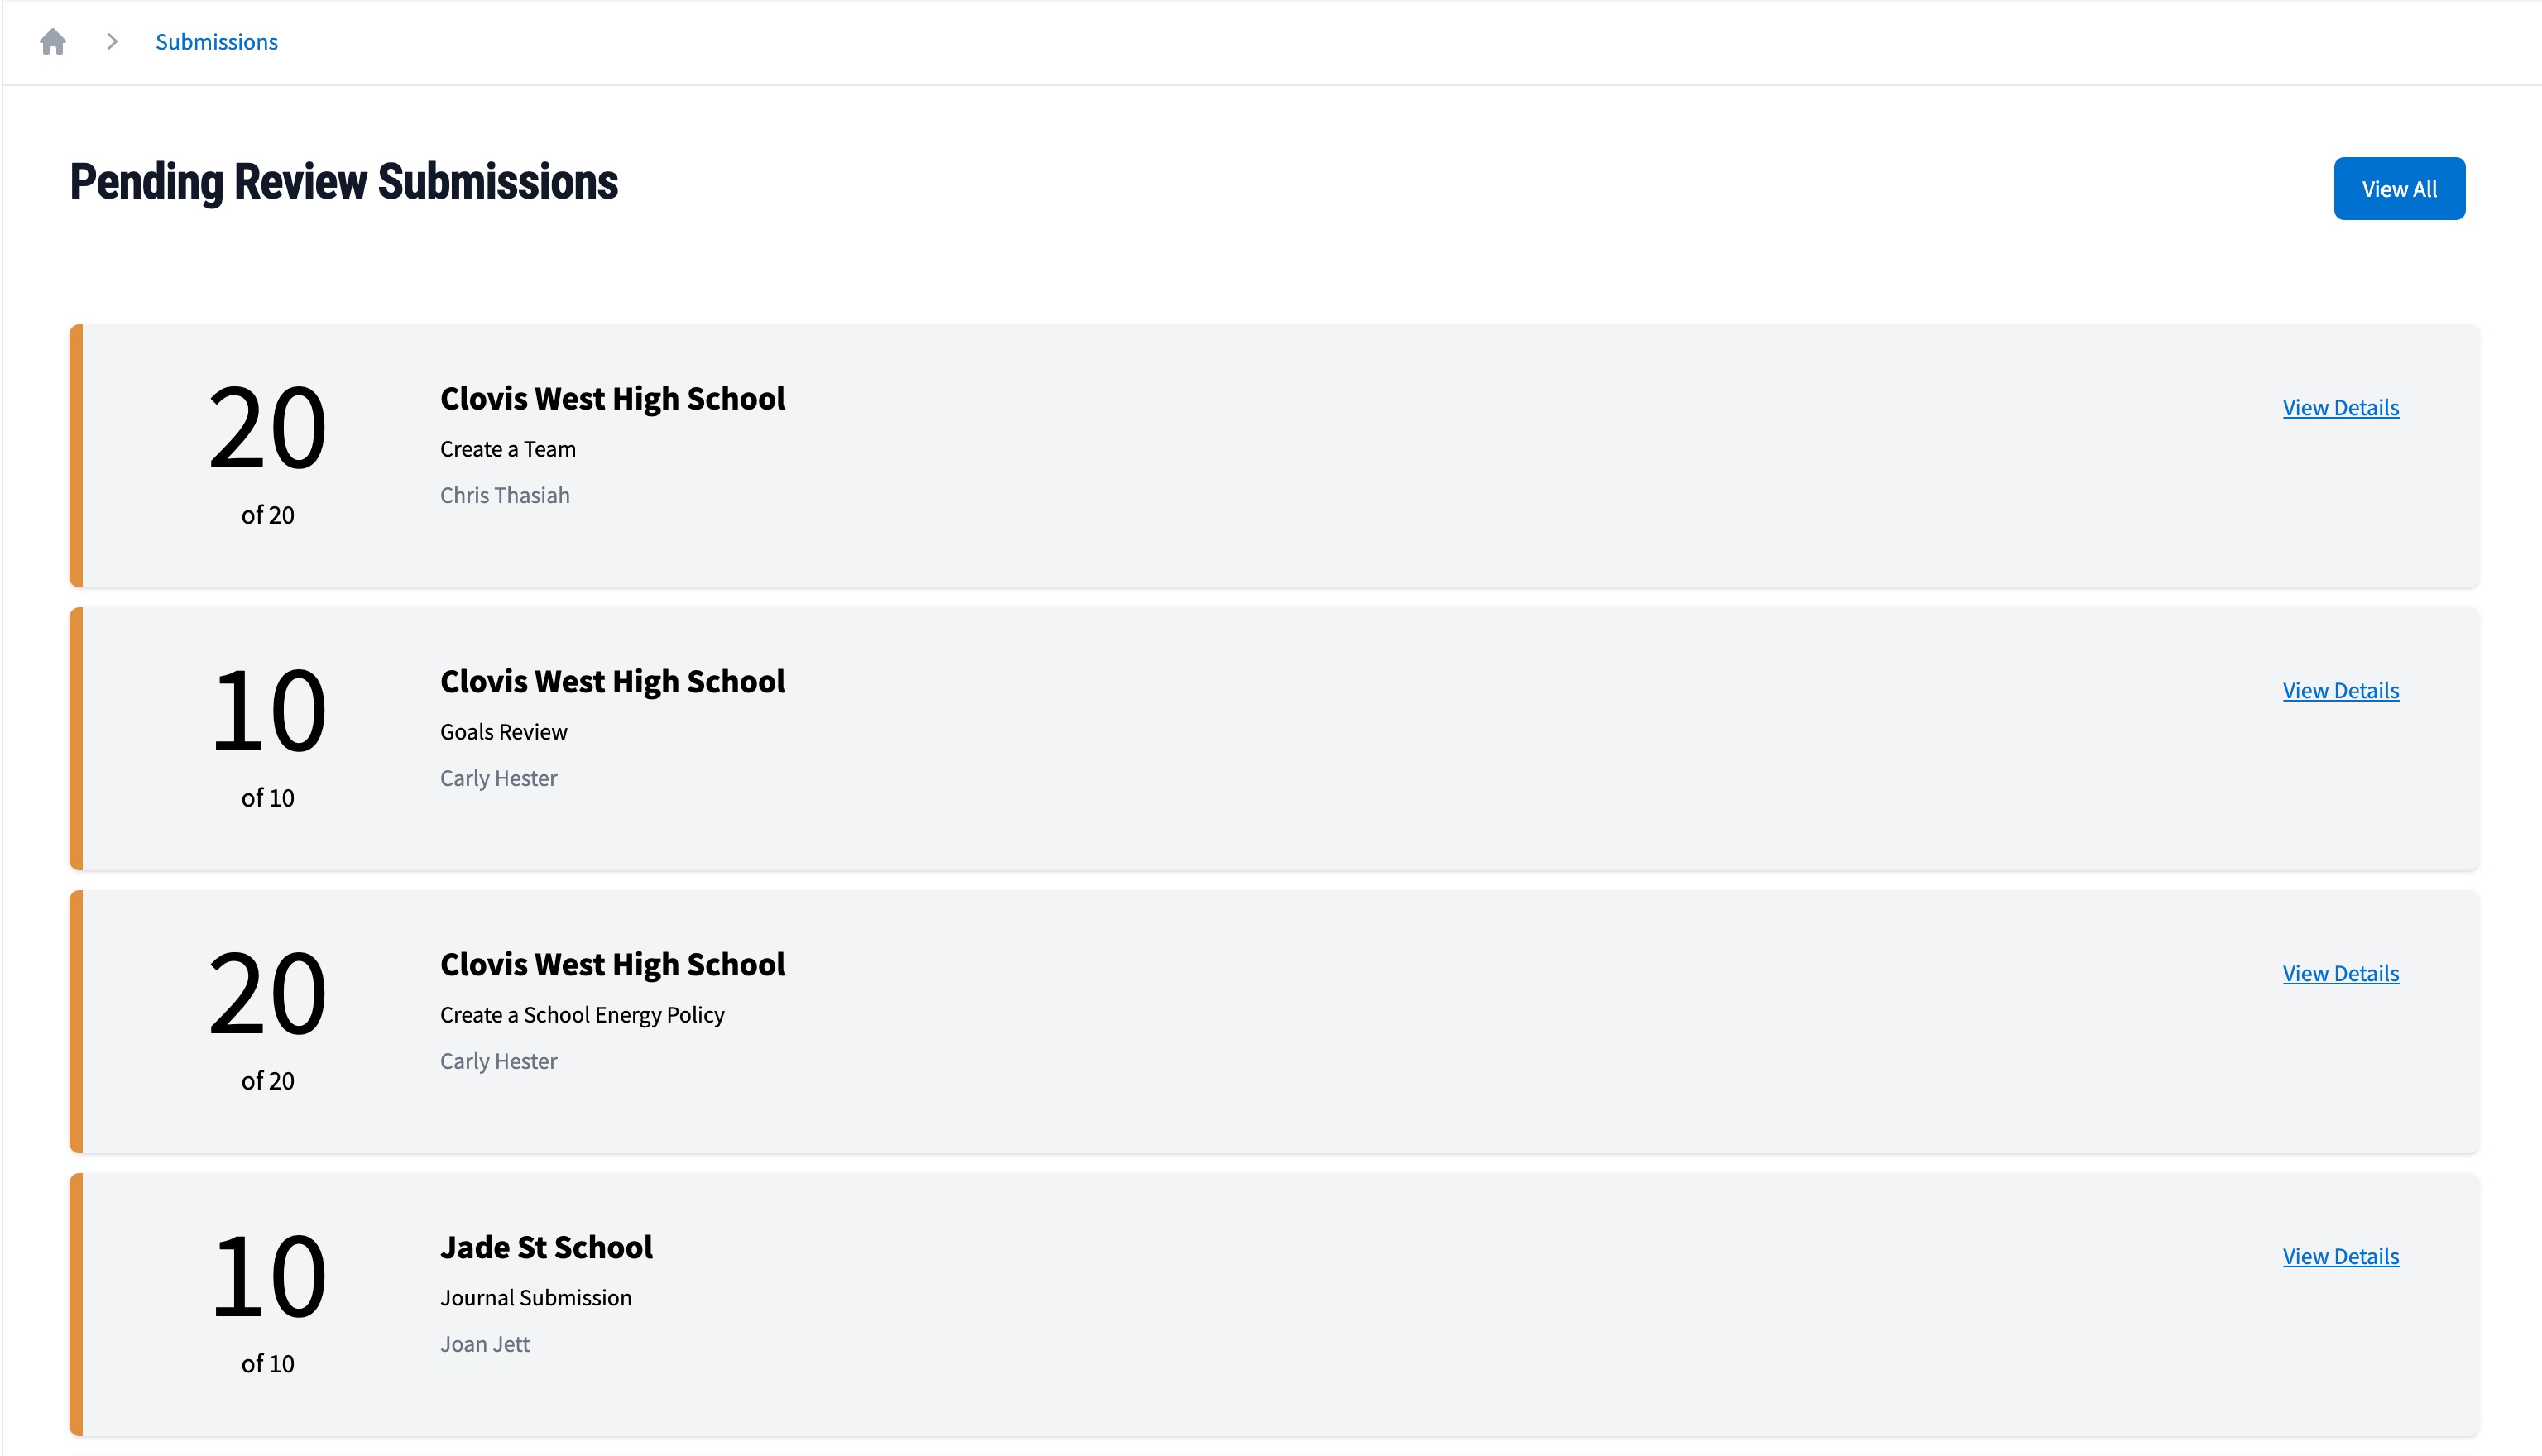 Submissions
Pending Review Submissions
View All
20
of 20
Clovis West High School
Create a Team
Chris Thasiah
View Details
10
of 10
Clovis West High School
Goals Review
Carly Hester
View Details
20
of 20
Clovis West High School
Create a School Energy Policy
Carly Hester
View Details
10
of 10
Jade St School
Journal Submission
Joan Jett
View Details